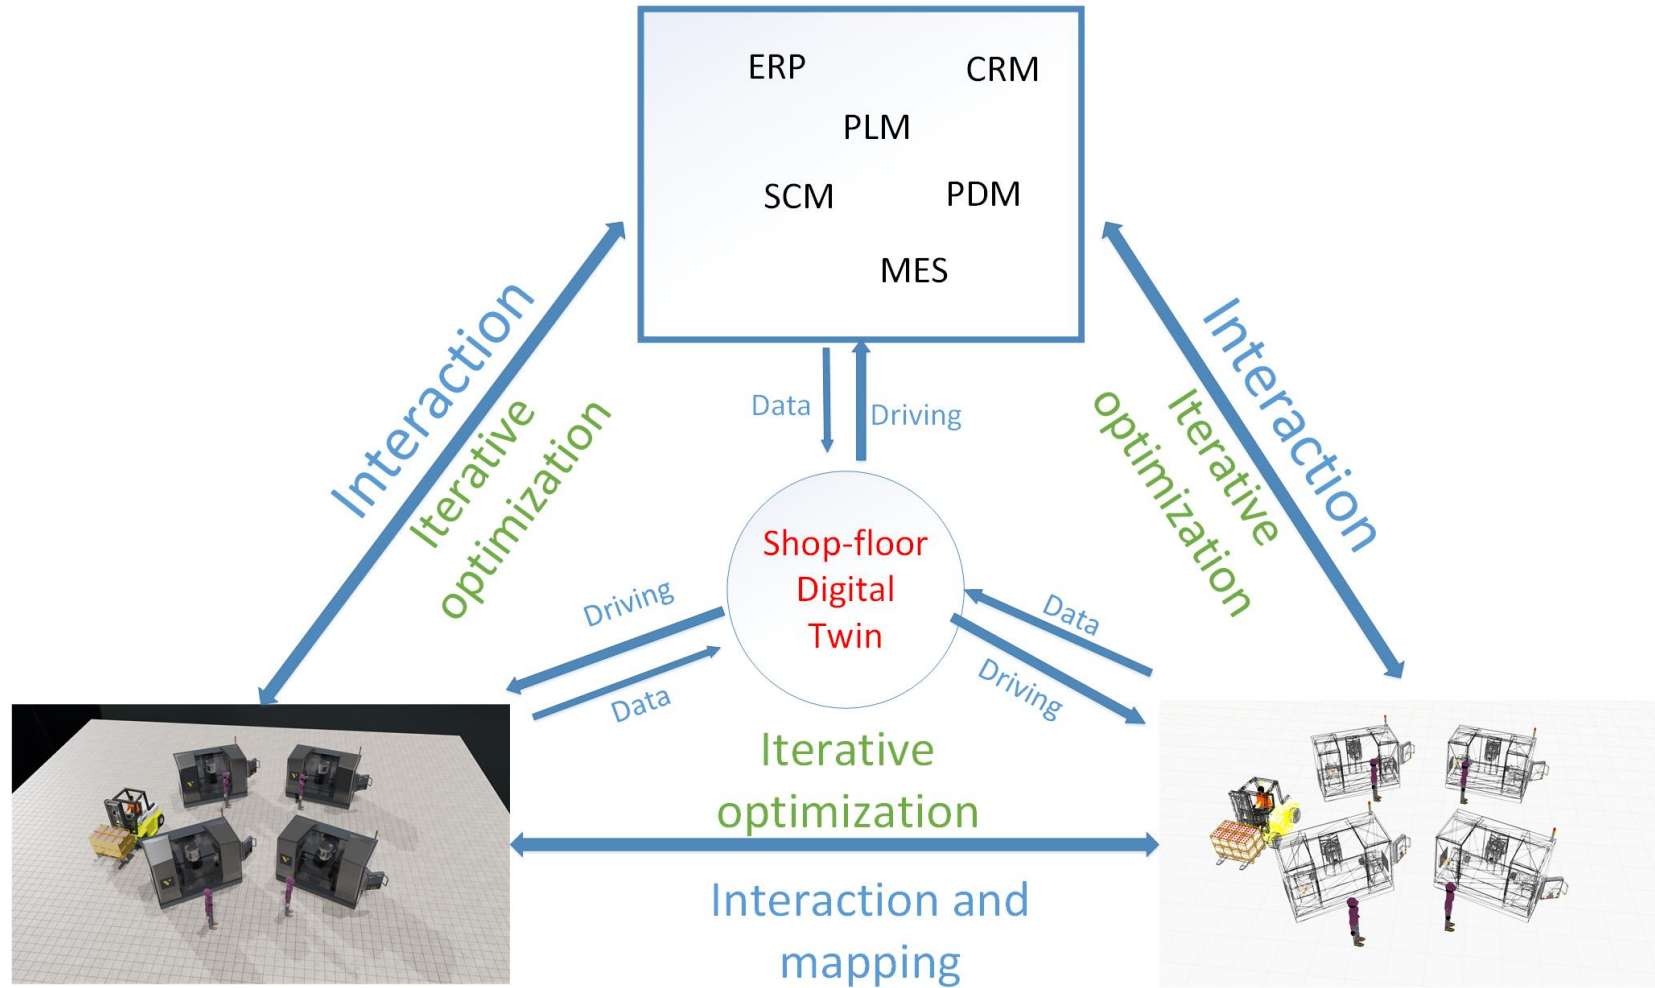 ERP
CRM
PLM
SCM
PDM
MES
Interaction
Iterative
optimization
Data
Driving
Interaction
Iterative
optimization
Shop-floor
Digital
Twin
Driving
Data
Data
Driving
Iterative
optimization
Interaction and
mapping